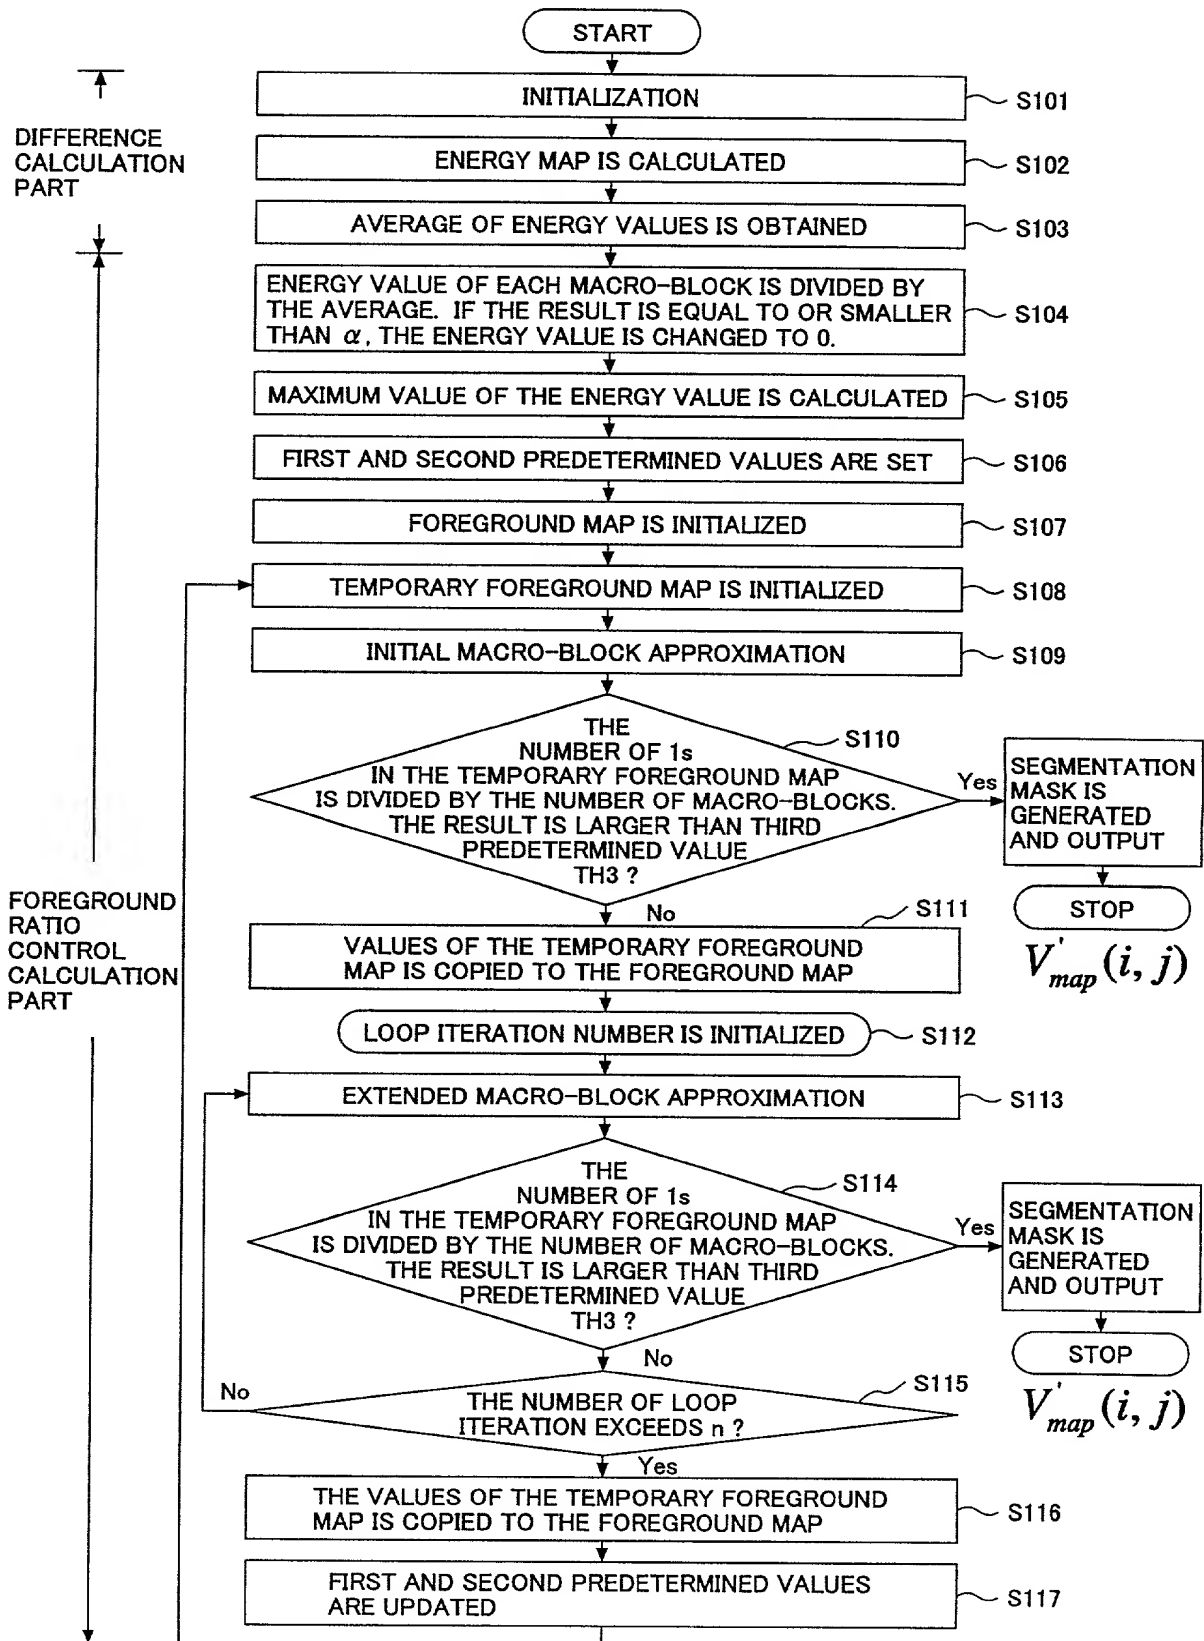 START
INITIALIZATION
S101
DIFFERENCE
CALCULATION
PART
ENERGY MAP IS CALCULATED
S102
AVERAGE OF ENERGY VALUES IS OBTAINED
S103
ENERGY VALUE OF EACH MACRO-BLOCK IS DIVIDED BY
THE AVERAGE. IF THE RESULT IS EQUAL TO OR SMALLER
THAN α, THE ENERGY VALUE IS CHANGED TO 0.
S104
MAXIMUM VALUE OF THE ENERGY VALUE IS CALCULATED
S105
FIRST AND SECOND PREDETERMINED VALUES ARE SET
S106
FOREGROUND MAP IS INITIALIZED
S107
TEMPORARY FOREGROUND MAP IS INITIALIZED
S108
INITIAL MACRO-BLOCK APPROXIMATION
S109
THE
NUMBER OF 1s
IN THE TEMPORARY FOREGROUND MAP
IS DIVIDED BY THE NUMBER OF MACRO-BLOCKS.
THE RESULT IS LARGER THAN THIRD
PREDETERMINED VALUE
TH3 ?
S110
Yes
SEGMENTATION
MASK IS
GENERATED
AND OUTPUT
STOP
V'map (i, j)
No
FOREGROUND
RATIO
CONTROL
CALCULATION
PART
S111
VALUES OF THE TEMPORARY FOREGROUND
MAP IS COPIED TO THE FOREGROUND MAP
LOOP ITERATION NUMBER IS INITIALIZED
S112
EXTENDED MACRO-BLOCK APPROXIMATION
S113
THE
NUMBER OF 1s
IN THE TEMPORARY FOREGROUND MAP
IS DIVIDED BY THE NUMBER OF MACRO-BLOCKS.
THE RESULT IS LARGER THAN THIRD
PREDETERMINED VALUE
TH3 ?
S114
Yes
SEGMENTATION
MASK IS
GENERATED
AND OUTPUT
STOP
V'map (i, j)
No
No
THE NUMBER OF LOOP
ITERATION EXCEEDS n ?
S115
Yes
THE VALUES OF THE TEMPORARY FOREGROUND
MAP IS COPIED TO THE FOREGROUND MAP
S116
FIRST AND SECOND PREDETERMINED VALUES
ARE UPDATED
S117